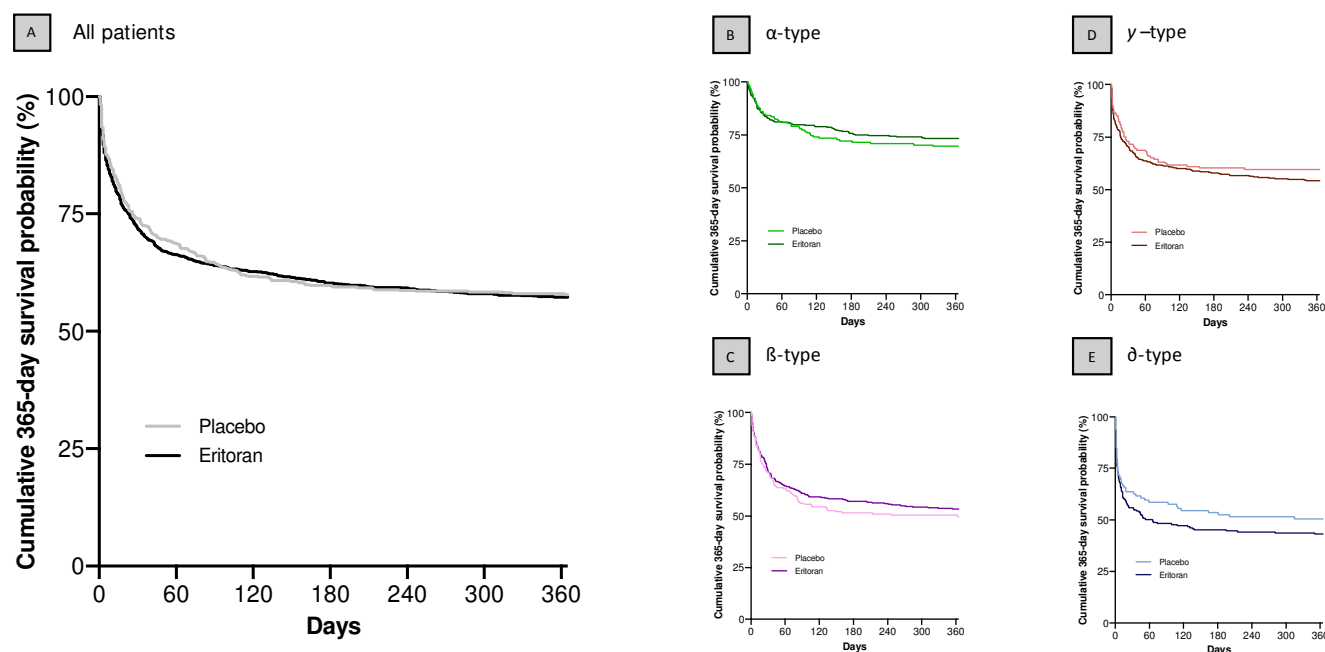 A All patients
Cumulative 365-day survival probability (%)
100
75
50
25
0
Placebo
Eritoran
0 60 120 180 240 300 360
Days
B α-type
Cumulative 365-day survival probability (%)
100
75
50
25
0
Placebo
Eritoran
0 60 120 180 240 300 360
Days
C ß-type
Cumulative 365-day survival probability (%)
100
75
50
25
0
Placebo
Eritoran
0 60 120 180 240 300 360
Days
D y –type
Cumulative 365-day survival probability (%)
100
75
50
25
0
Placebo
Eritoran
0 60 120 180 240 300 360
Days
E ∂-type
Cumulative 365-day survival probability (%)
100
75
50
25
0
Placebo
Eritoran
0 60 120 180 240 300 360
Days